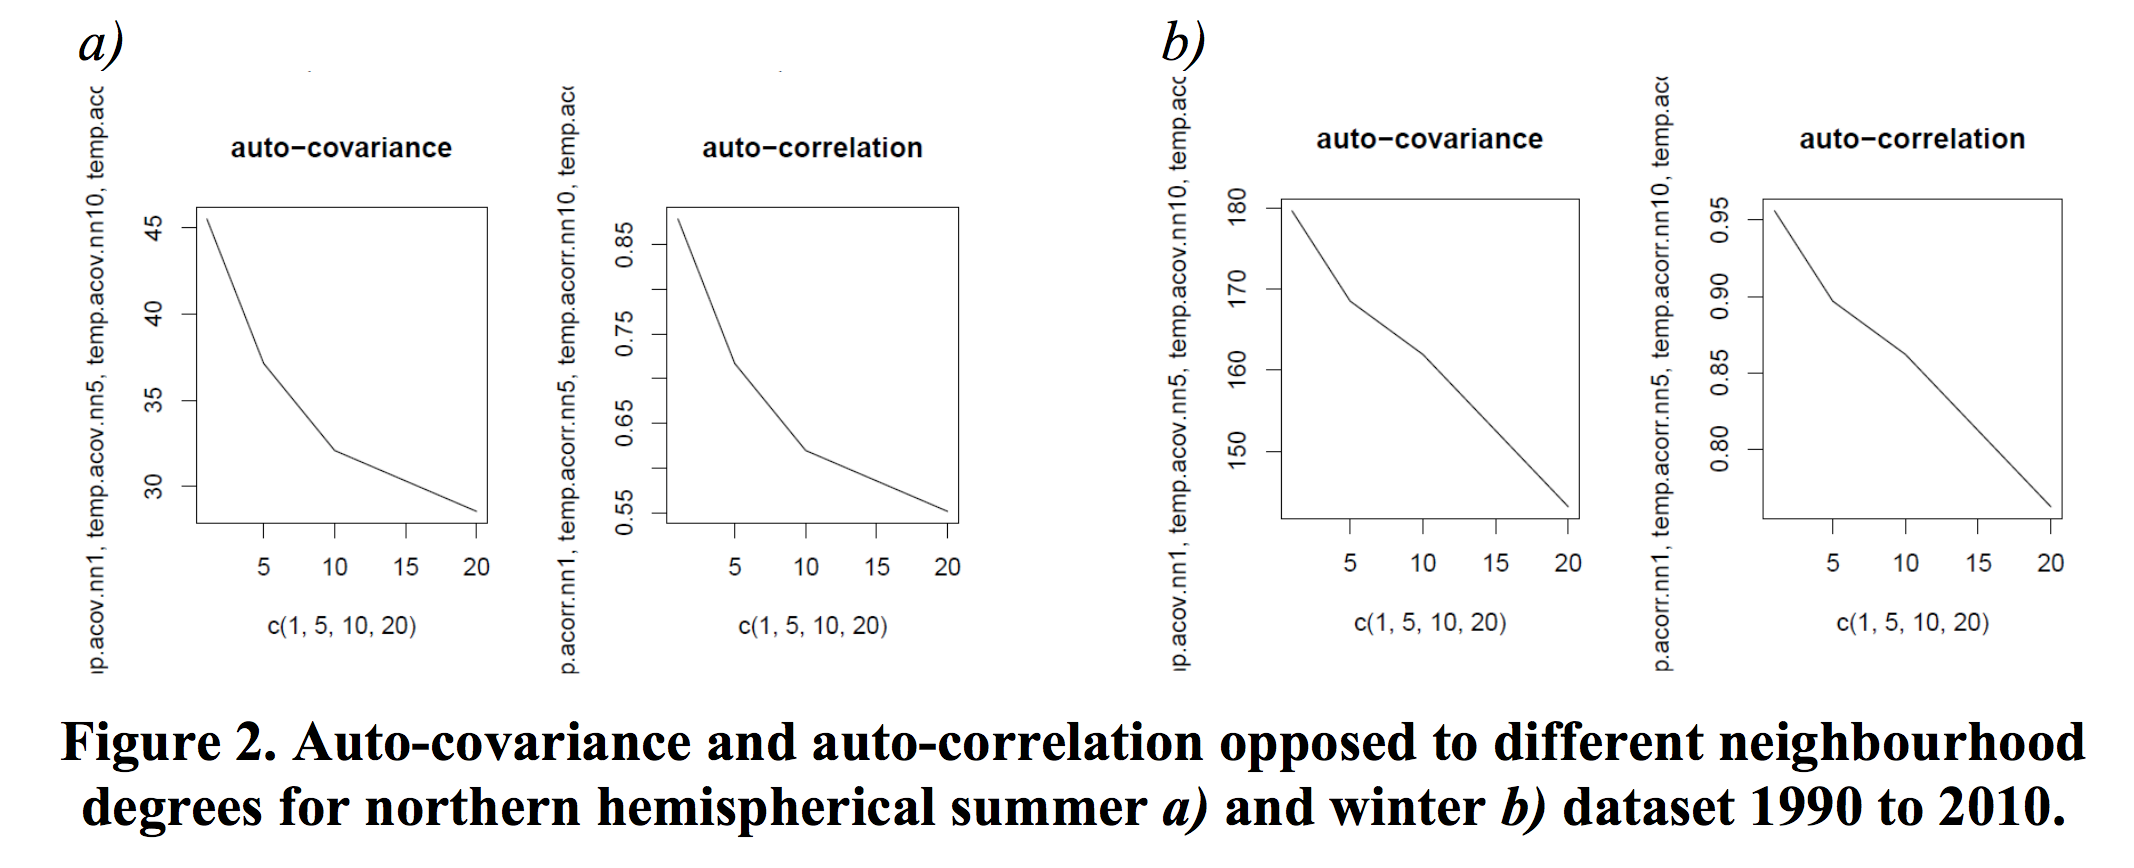 a)
b)
ıp.acov.nn1, temp.acov.nn5, temp.acov.nn10, temp.acc
auto−covariance
45
40
35
30
5 10 15 20
c(1, 5, 10, 20)
p.acorr.nn1, temp.acorr.nn5, temp.acorr.nn10, temp.acc
auto−correlation
0.85
0.75
0.65
0.55
5 10 15 20
c(1, 5, 10, 20)
ıp.acov.nn1, temp.acov.nn5, temp.acov.nn10, temp.acc
auto−covariance
180
170
160
150
5 10 15 20
c(1, 5, 10, 20)
p.acorr.nn1, temp.acorr.nn5, temp.acorr.nn10, temp.acc
auto−correlation
0.95
0.90
0.85
0.80
5 10 15 20
c(1, 5, 10, 20)
Figure 2. Auto-covariance and auto-correlation opposed to different neighbourhood
degrees for northern hemispherical summer a) and winter b) dataset 1990 to 2010.